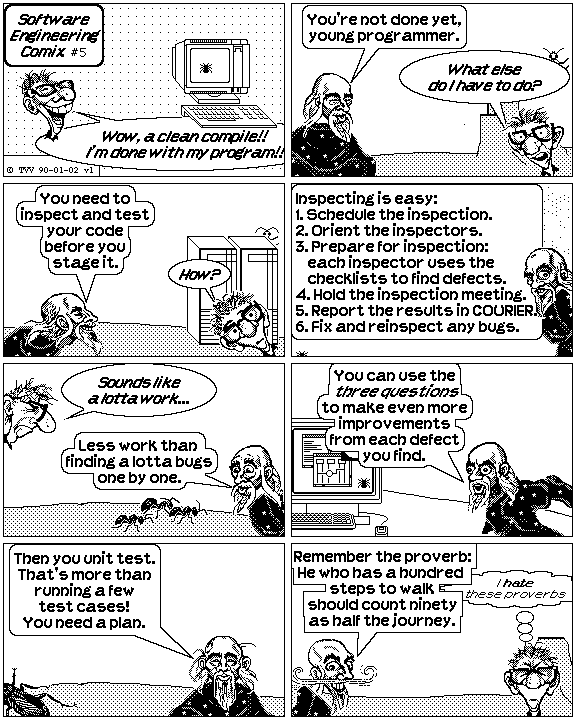 Software
Engineering
Comix #5
Wow, a clean compile!!
I'm done with my program!!
© TVV 90-01-02 v1
You're not done yet,
young programmer.
What else
do I have to do?
You need to
inspect and test
your code
before you
stage it.
How?
Inspecting is easy:
1. Schedule the inspection.
2. Orient the inspectors.
3. Prepare for inspection:
each inspector uses the
checklists to find defects.
4. Hold the inspection meeting.
5. Report the results in COURIER.
6. Fix and reinspect any bugs.
Sounds like
a lotta work...
Less work than
finding a lotta bugs
one by one.
You can use the
three questions
to make even more
improvements
from each defect
you find.
Then you unit test.
That's more than
running a few
test cases!
You need a plan.
Remember the proverb:
He who has a hundred
steps to walk
should count ninety
as half the journey.
I hate
these proverbs